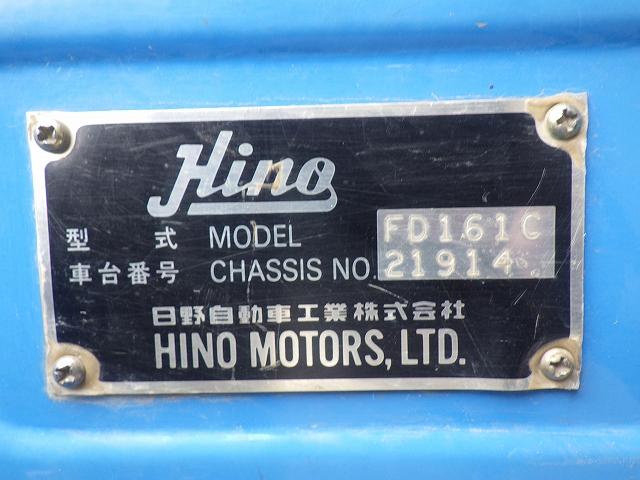 Hino
型式 MODEL FD161C
車台番号 CHASSIS NO. 21914
日野自動車工業株式会社
HINO MOTORS, LTD.